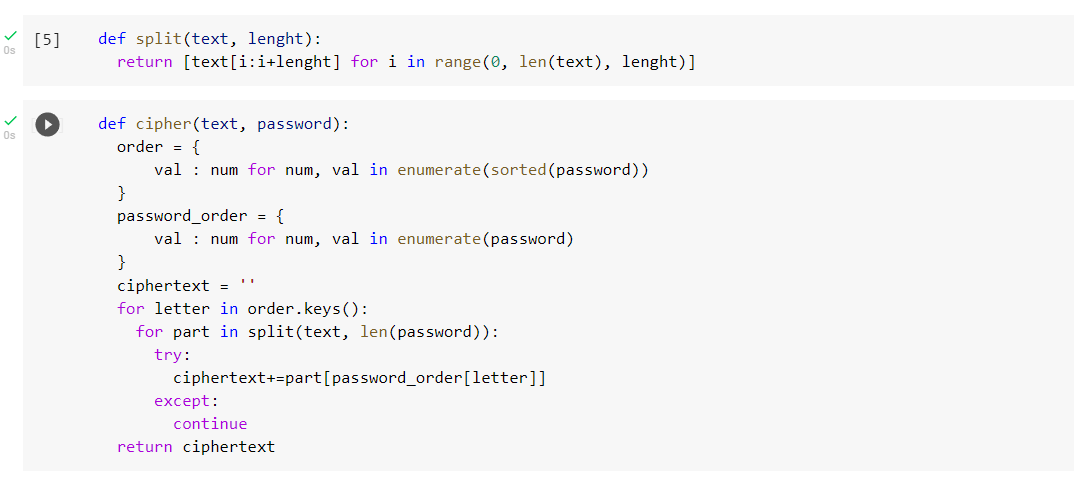 [5] def split(text, lenght):
return [text[i:i+lenght] for i in range(0, len(text), lenght)]
0s
def cipher(text, password):
order = {
val : num for num, val in enumerate(sorted(password))
}
password_order = {
val : num for num, val in enumerate(password)
}
ciphertext = ''
for letter in order.keys():
for part in split(text, len(password)):
try:
ciphertext+=part[password_order[letter]]
except:
continue
return ciphertext
0s